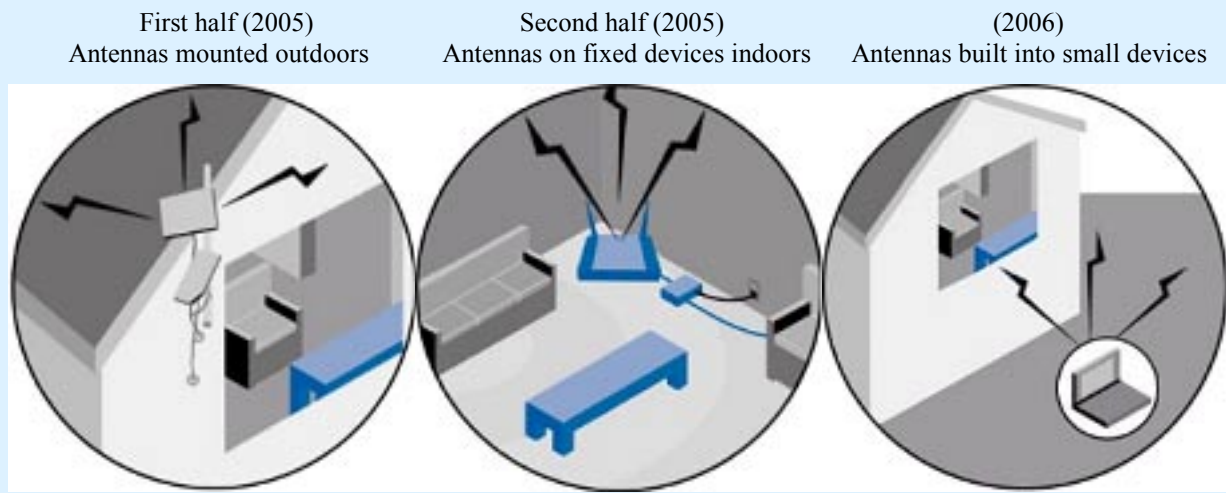 First half (2005)
Antennas mounted outdoors
Second half (2005)
Antennas on fixed devices indoors
(2006)
Antennas built into small devices